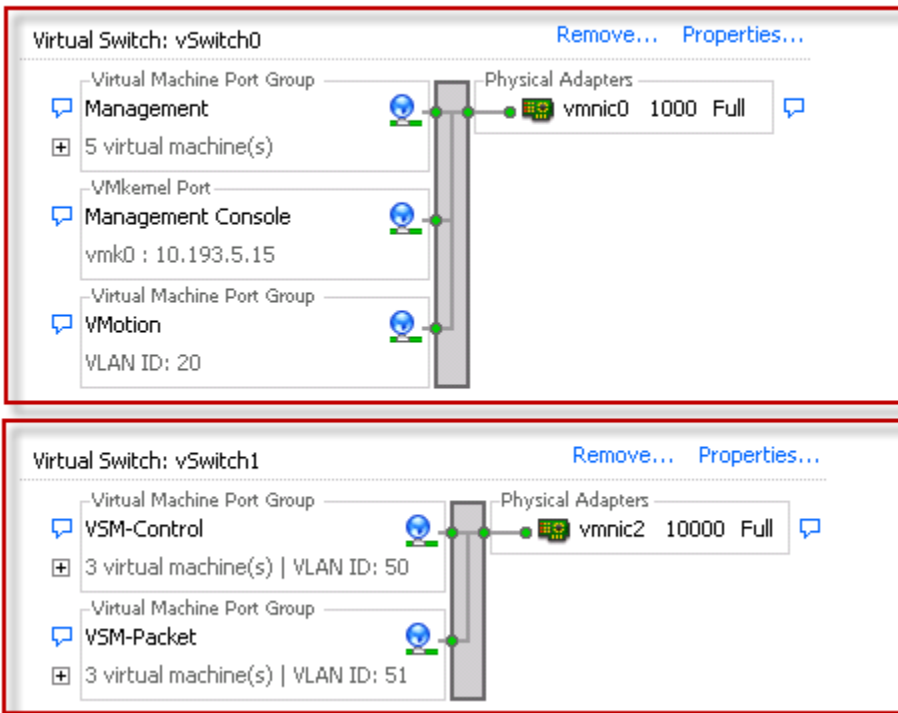 Virtual Switch: vSwitch0 Remove... Properties...
Virtual Machine Port Group Physical Adapters
Management vmnic0 1000 Full
5 virtual machine(s)
VMkernel Port
Management Console
vmk0 : 10.193.5.15
Virtual Machine Port Group
VMotion
VLAN ID: 20
Virtual Switch: vSwitch1 Remove... Properties...
Virtual Machine Port Group Physical Adapters
VSM-Control vmnic2 10000 Full
3 virtual machine(s) | VLAN ID: 50
Virtual Machine Port Group
VSM-Packet
3 virtual machine(s) | VLAN ID: 51